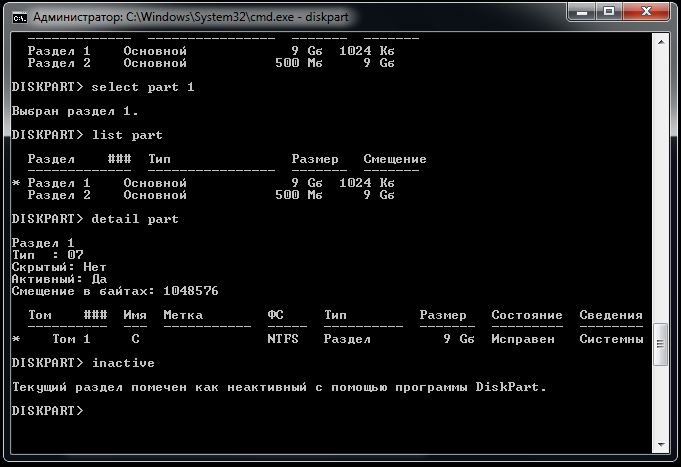 Администратор: C:\Windows\System32\cmd.exe - diskpart
Раздел 1 Основной 9 Gб 1024 Kб
Раздел 2 Основной 500 Mб 9 Gб
DISKPART> select part 1
Выбран раздел 1.
DISKPART> list part
Раздел ### Тип Размер Смещение
------------- ---------------- ------- --------
* Раздел 1 Основной 9 Gб 1024 Kб
Раздел 2 Основной 500 Mб 9 Gб
DISKPART> detail part
Раздел 1
Тип : 07
Скрытый: Нет
Активный: Да
Смещение в байтах: 1048576
Том ### Имя Метка ФС Тип Размер Состояние Сведения
* Том 1 C NTFS Раздел 9 Gб Исправен Системны
DISKPART> inactive
Текущий раздел помечен как неактивный с помощью программы DiskPart.
DISKPART>